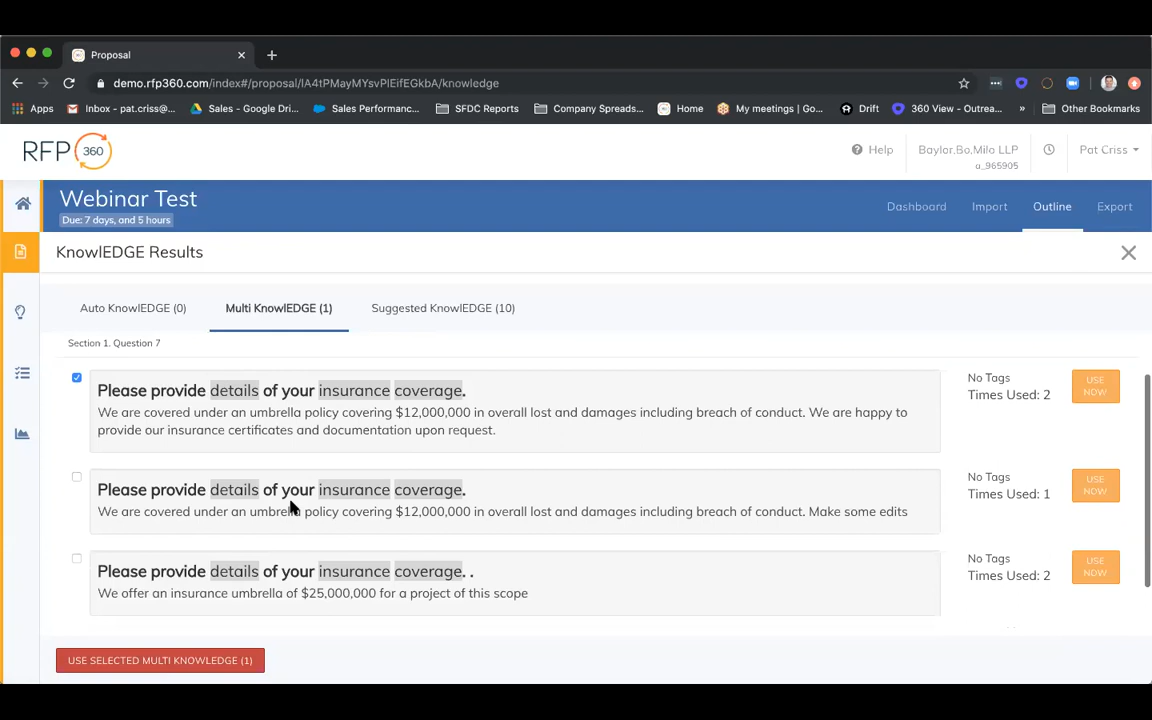 Proposal
demo.rfp360.com/index#/proposal/IA4tPMayMYsvPIEifEGkbA/knowledge
Apps
Inbox - pat.criss@...
Sales - Google Dri...
Sales Performanc...
SFDC Reports
Company Spreads...
Home
My meetings | Go...
Drift
360 View - Outrea...
»
Other Bookmarks
RFP 360
Help
Baylor,Bo,Milo LLP
a_965905
Pat Criss
Webinar Test
Due: 7 days, and 5 hours
Dashboard
Import
Outline
Export
KnowlEDGE Results
Auto KnowlEDGE (0)
Multi KnowlEDGE (1)
Suggested KnowlEDGE (10)
Section 1. Question 7
Please provide details of your insurance coverage.
We are covered under an umbrella policy covering $12,000,000 in overall lost and damages including breach of conduct. We are happy to
provide our insurance certificates and documentation upon request.
No Tags
Times Used: 2
USE
NOW
Please provide details of your insurance coverage.
We are covered under an umbrella policy covering $12,000,000 in overall lost and damages including breach of conduct. Make some edits
No Tags
Times Used: 1
USE
NOW
Please provide details of your insurance coverage. .
We offer an insurance umbrella of $25,000,000 for a project of this scope
No Tags
Times Used: 2
USE
NOW
USE SELECTED MULTI KNOWLEDGE (1)